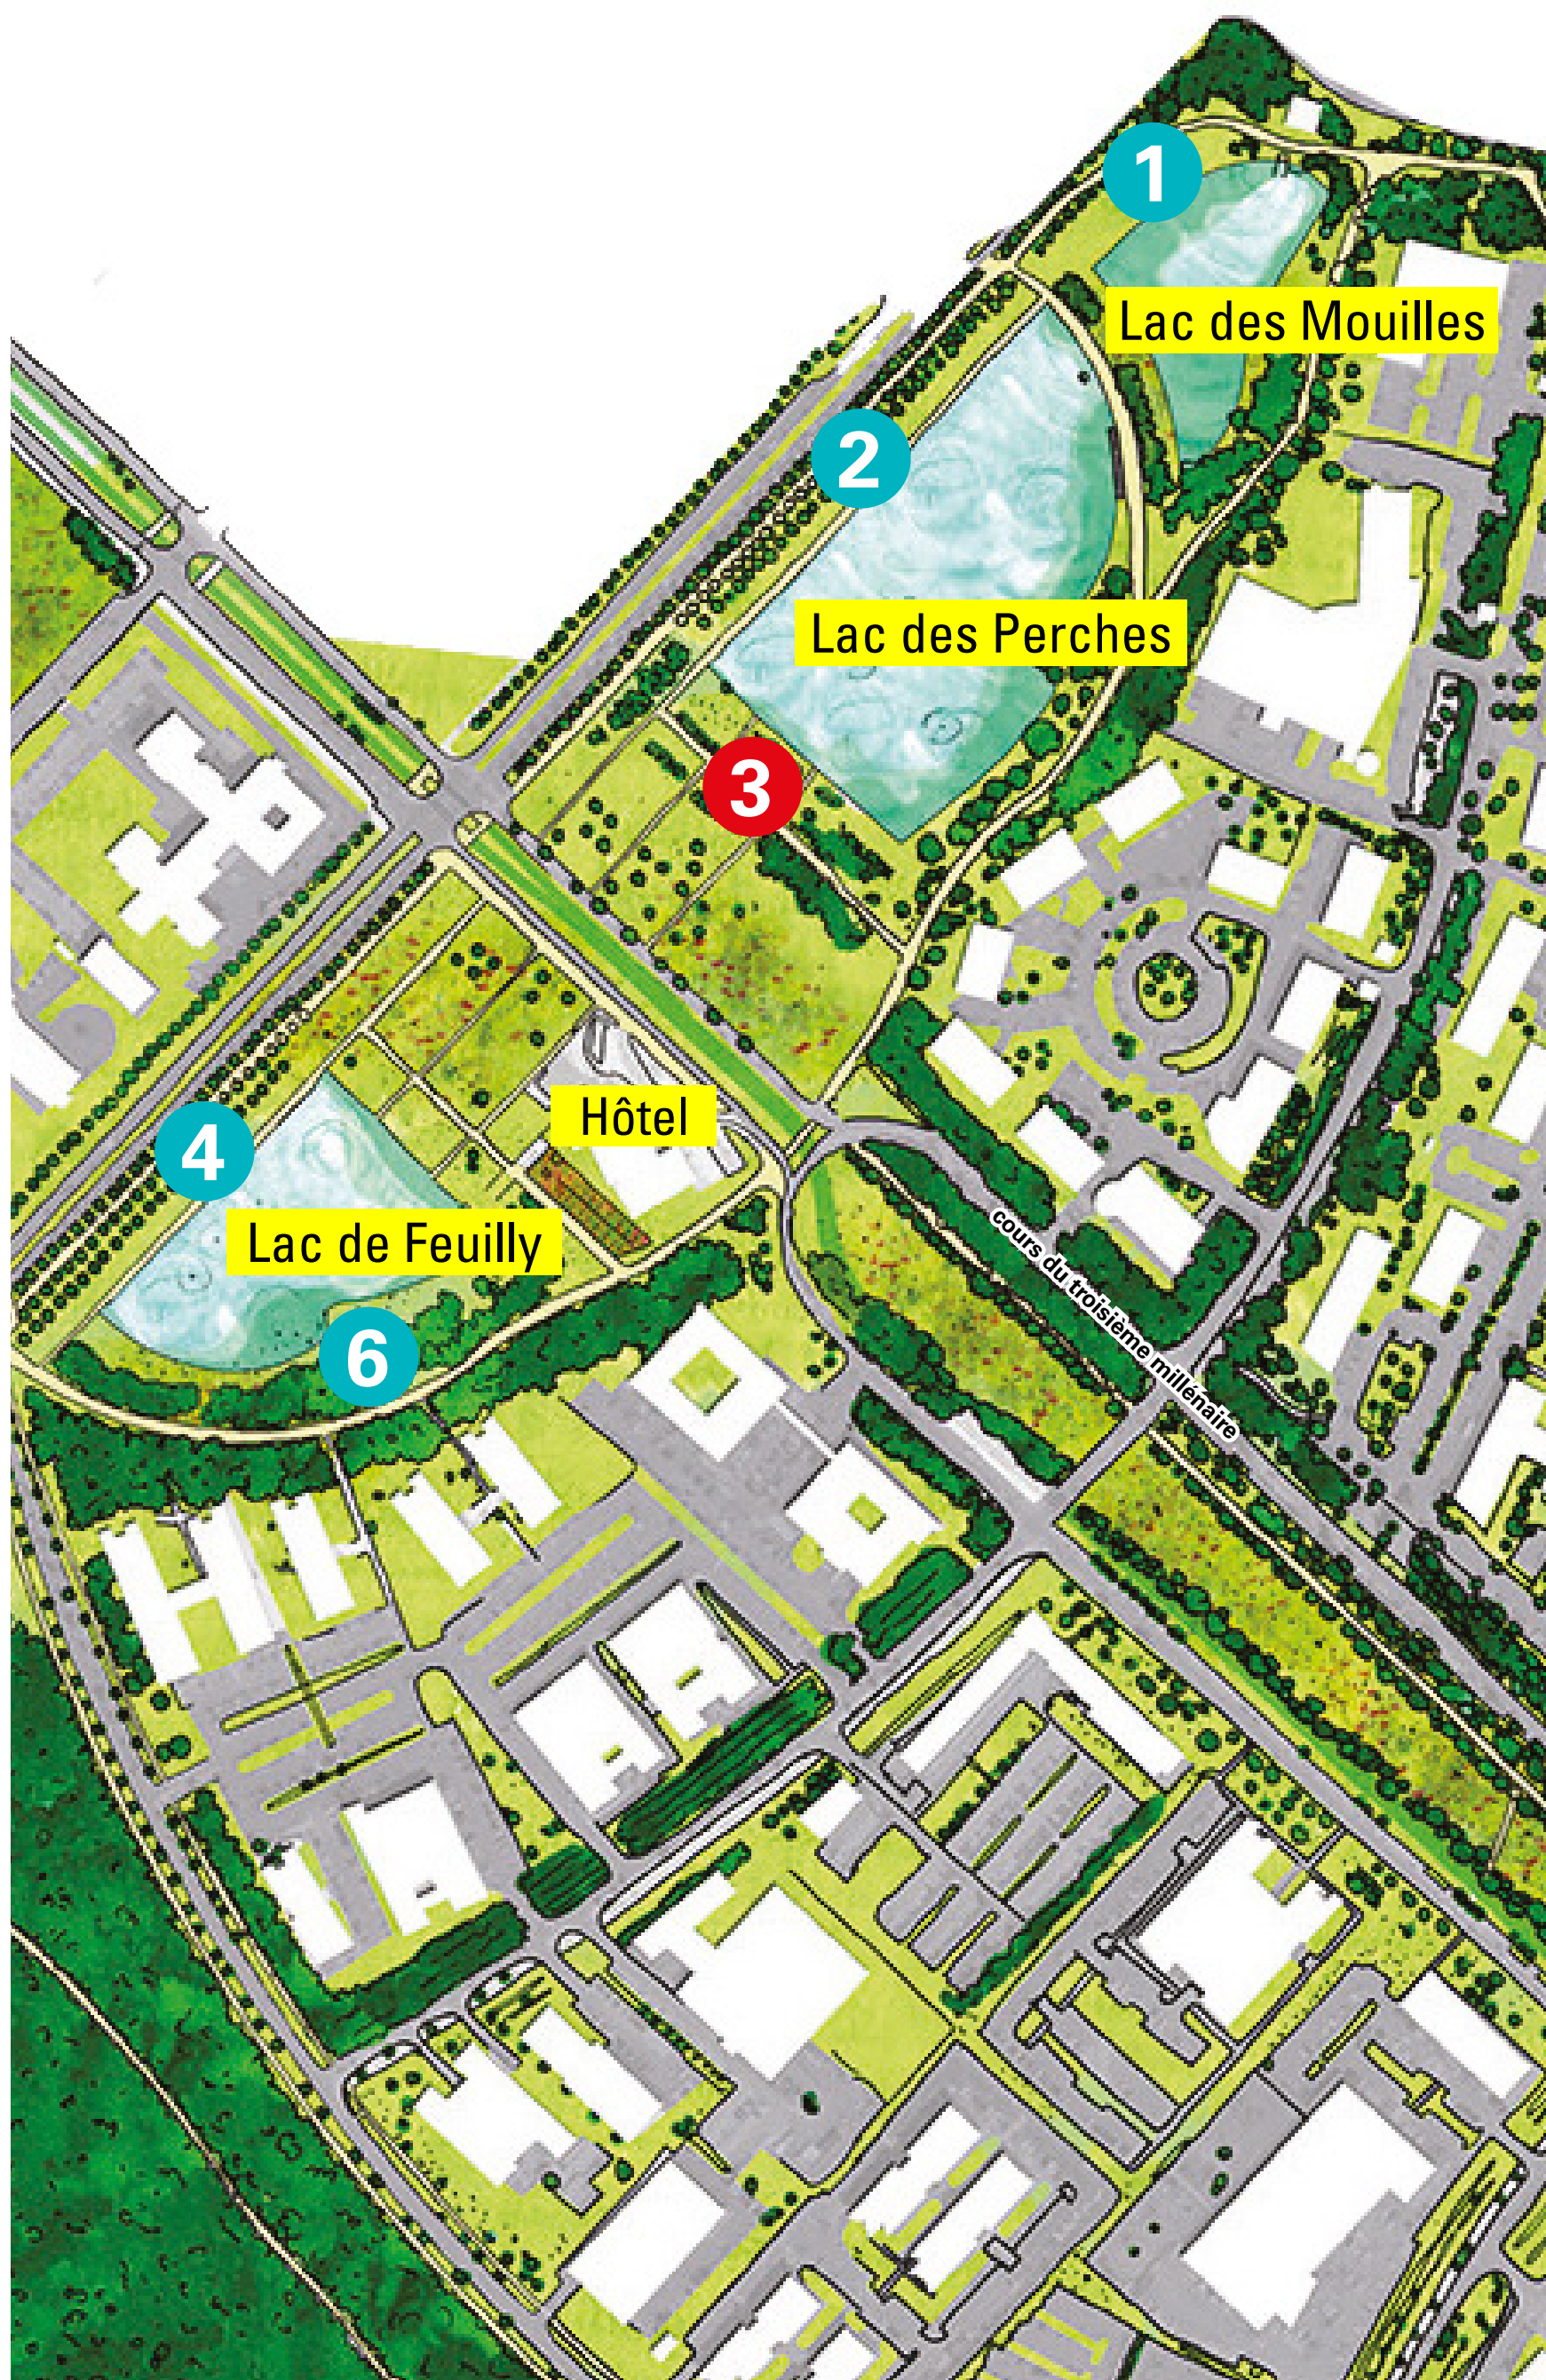 1
Lac des Mouilles
2
Lac des Perches
3
Hôtel
4
Lac de Feuilly
cours du troisième millénaire
6